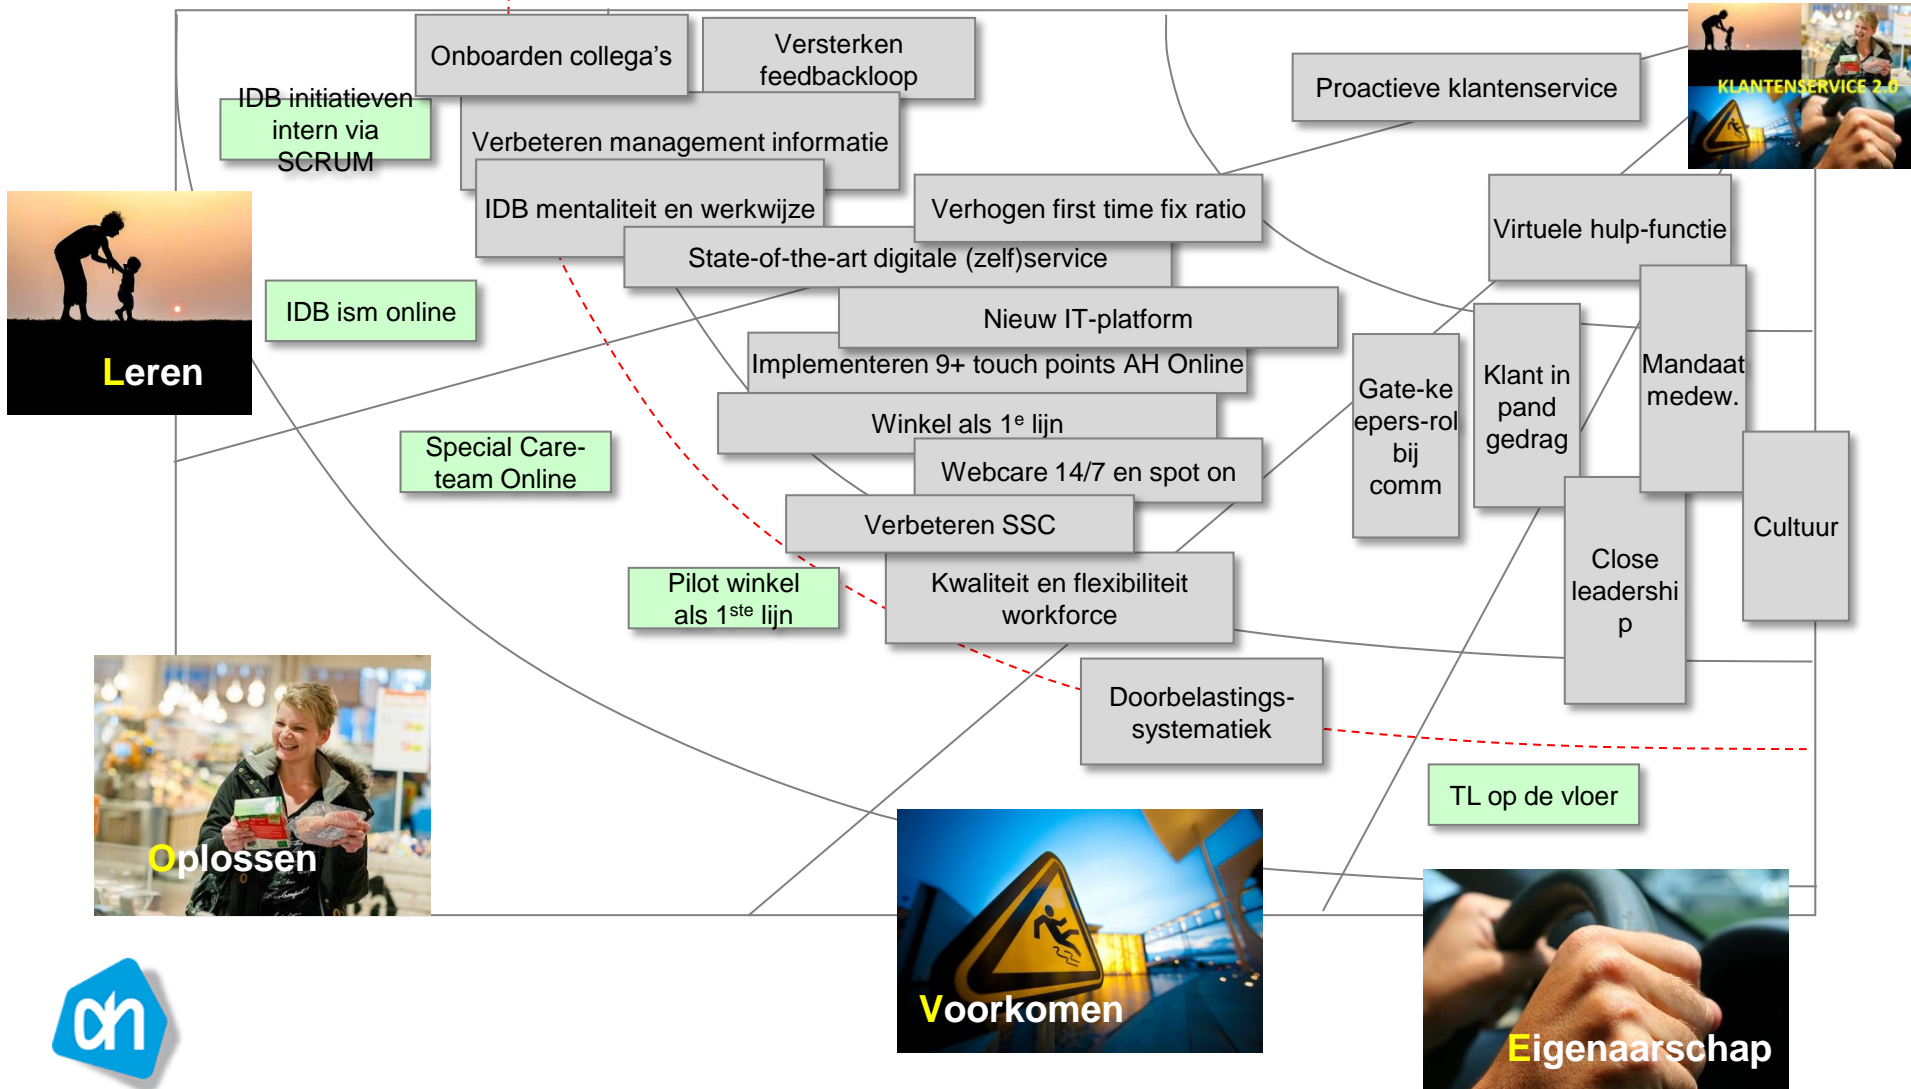 Onboarden collega’s
Versterken
feedbackloop
Proactieve klantenservice
KLANTENSERVICE 2.0
IDB initiatieven
intern via
SCRUM
Verbeteren management informatie
IDB mentaliteit en werkwijze
Verhogen first time fix ratio
Virtuele hulp-functie
State-of-the-art digitale (zelf)service
IDB ism online
Nieuw IT-platform
Implementeren 9+ touch points AH Online
Leren
Gate-ke
epers-rol
bij
comm
Klant in
pand
gedrag
Mandaat
medew.
Winkel als 1e lijn
Special Care-
team Online
Webcare 14/7 en spot on
Verbeteren SSC
Cultuur
Close
leadershi
p
Pilot winkel
als 1ste lijn
Kwaliteit en flexibiliteit
workforce
Doorbelastings-
systematiek
TL op de vloer
Oplossen
Voorkomen
Eigenaarschap
ah